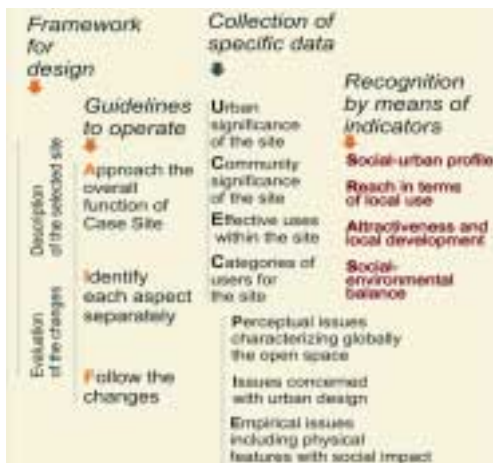 Framework
for
design
Description
of the selected site
Evaluation
of the changes
Guidelines
to operate
Approach the
overall
function of
Case Site
Identify
each aspect
separately
Follow the
changes
Collection of
specific data
Urban
significance
of the site
Community
significance
of the site
Effective uses
within the site
Categories of
users for
the site
Perceptual issues
characterizing globally
the open space
Issues concerned
with urban design
Empirical issues
including physical
features with social impact
Recognition
by means of
indicators
Social-urban profile
Reach in terms
of local use
Attractiveness and
local development
Social-
environmental
balance